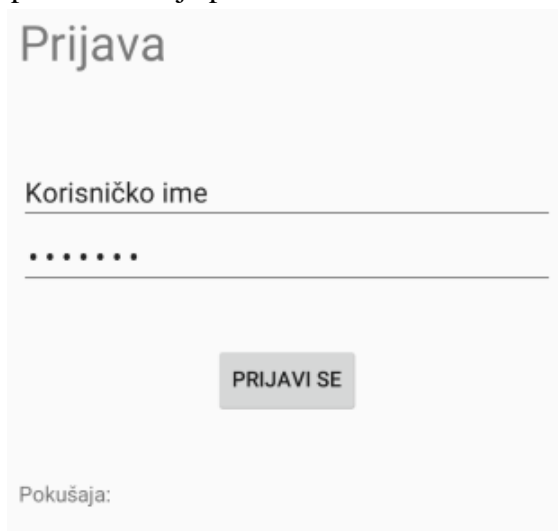 Prijava
Korisničko ime
•••••••
PRIJAVI SE
Pokušaja: